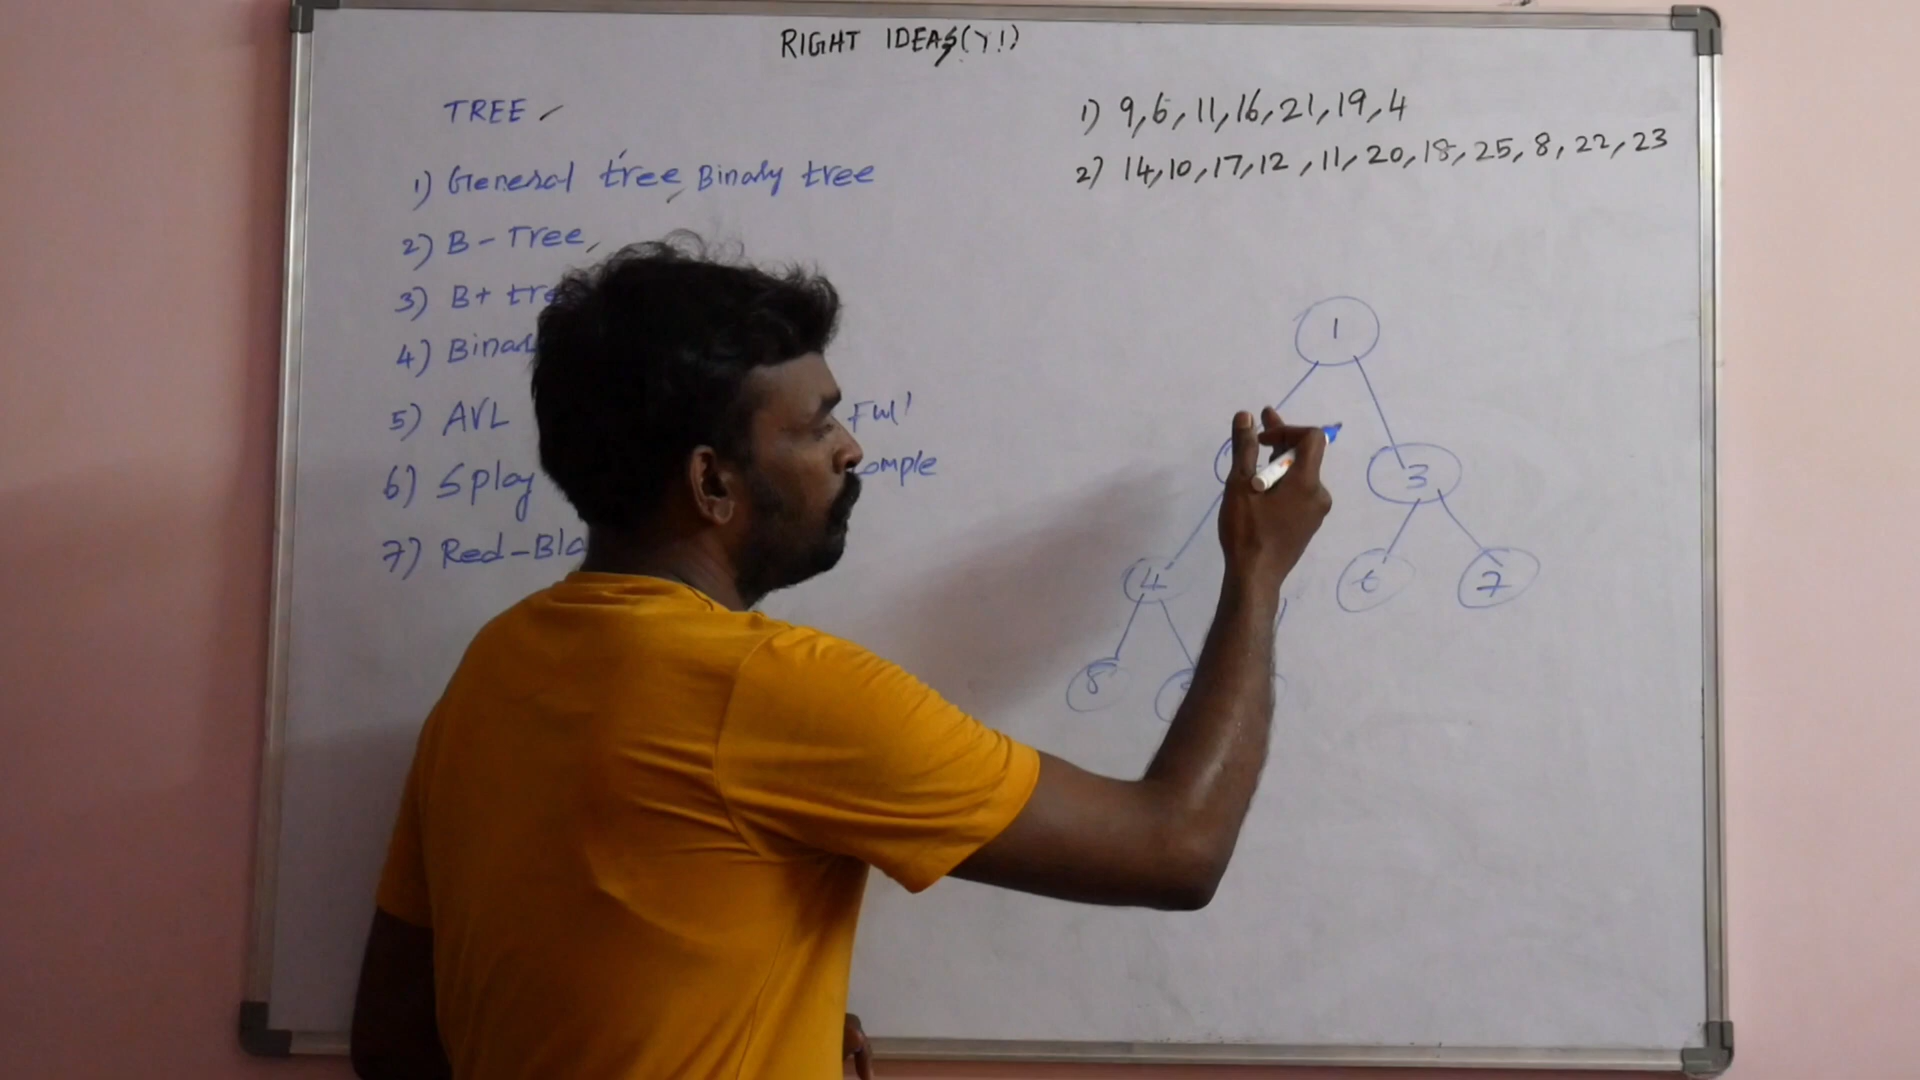 RIGHT IDEAS(Y!)
TREE
1) General tree, Binary tree
2) B-Tree,
3) B+ tre
4) Binar
5) AVL
Ful
6) Splay
omple
7) Red-Bla
1) 9,6,11,16,21,19,4
2) 14,10,17,12,11,20,18,25,8,22,23
1
3
4
6
7
8